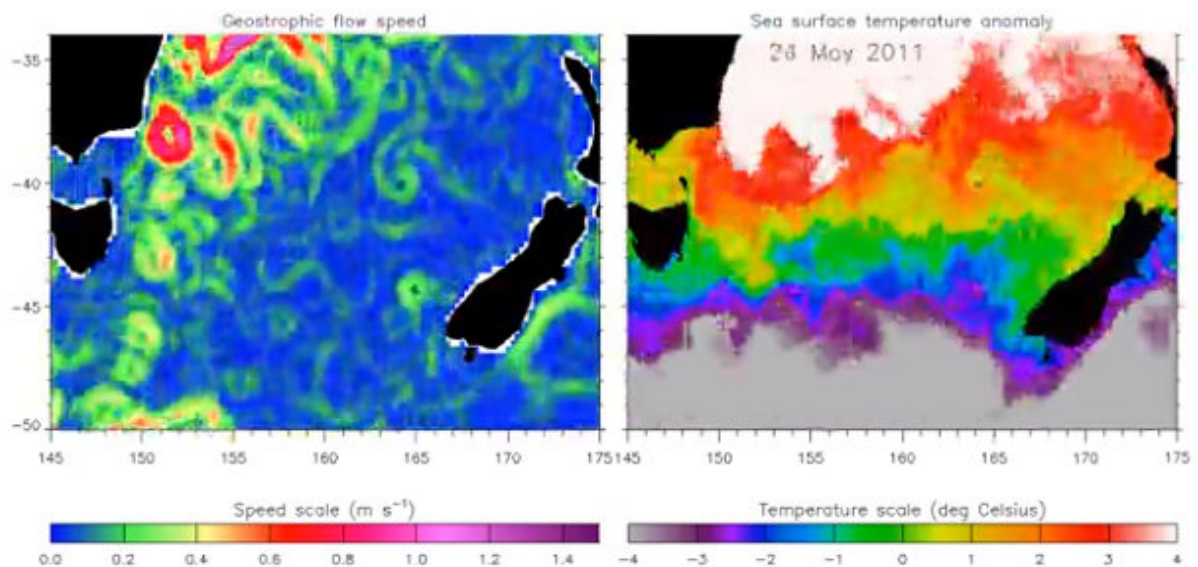 Geostrophic flow speed
Sea surface temperature anomaly
26 May 2011
-35
-40
-45
-50
145 150 155 160 165 170 175
145 150 155 160 165 170 175
Speed scale (m s⁻¹)
0.0 0.2 0.4 0.6 0.8 1.0 1.2 1.4
Temperature scale (deg Celsius)
-4 -3 -2 -1 0 1 2 3 4